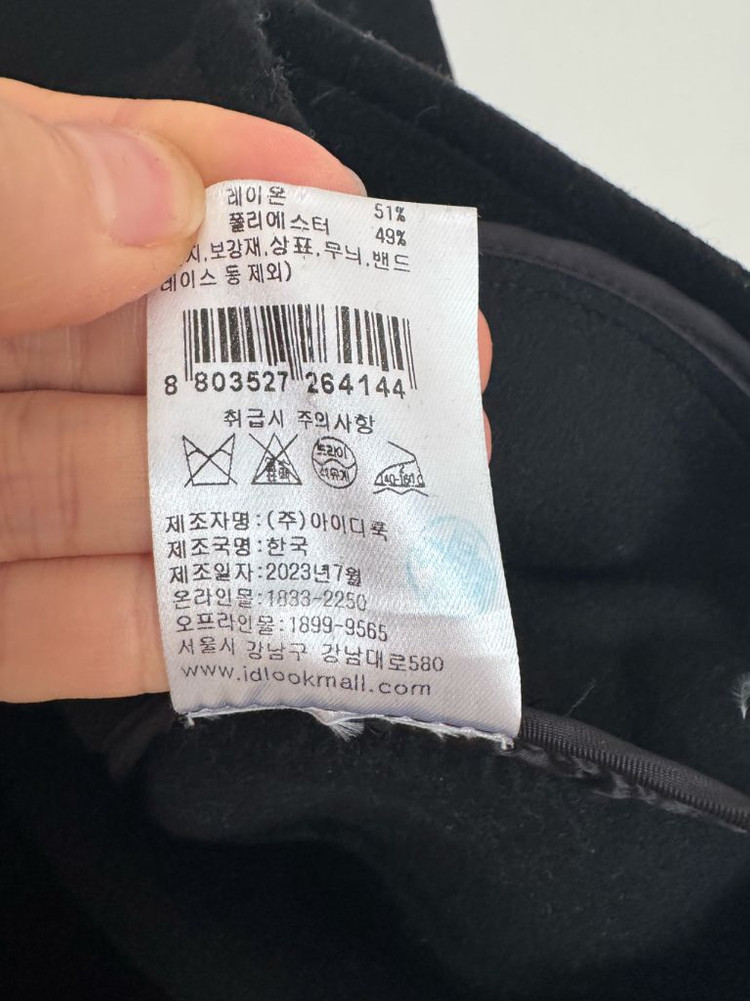 레이온 51%
폴리에스터 49%
지,보강재,상표,무늬,밴드
레이스 등 제외)
8 803527 264144
취급시 주의사항
드라이
석유계
140~160℃
제조자명:(주)아이디룩
제조국명:한국
제조일자:2023년7월
온라인몰:1833-2250
오프라인몰:1899-9565
서울시 강남구 강남대로580
www.idlookmall.com